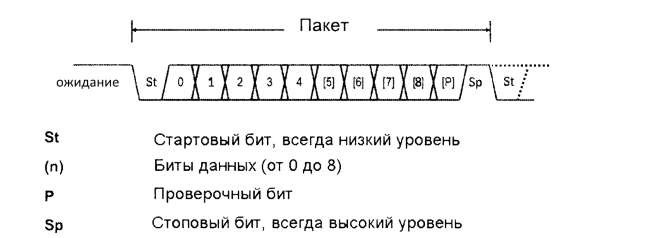 Пакет
ожидание St 0 1 2 3 4 [5] [6] [7] [8] [P] Sp St
St Стартовый бит, всегда низкий уровень
(n) Биты данных (от 0 до 8)
P Проверочный бит
Sp Стоповый бит, всегда высокий уровень